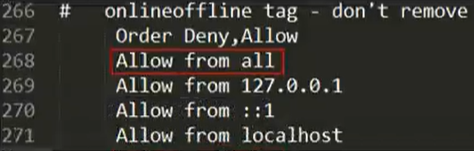 266 #   onlineoffline tag - don't remove
267         Order Deny,Allow
268         Allow from all
269         Allow from 127.0.0.1
270         Allow from ::1
271         Allow from localhost